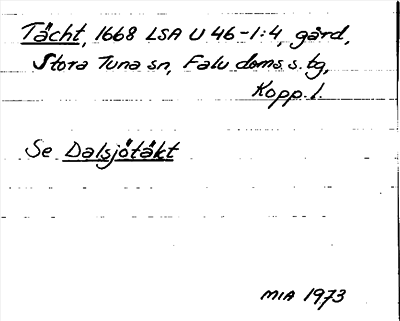 Tächt, 1668 LSA U 46-1:4, gård,
Stora Tuna sn, Falu doms.s. tg,
Kopp. l.
Se Dalsjötäkt
MIA 1973